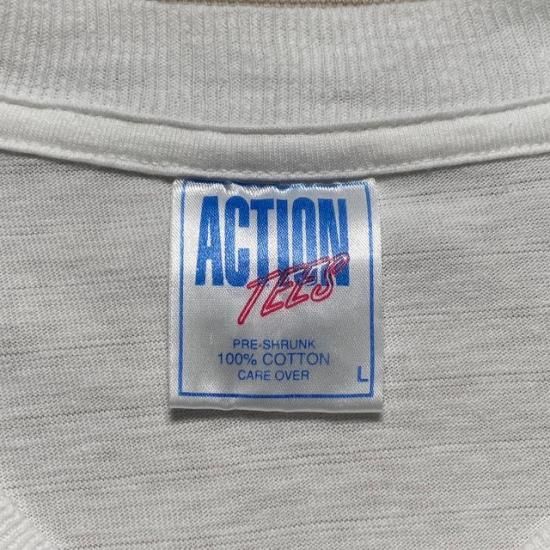 ACTION
TEES
PRE-SHRUNK
100% COTTON
CARE OVER
L